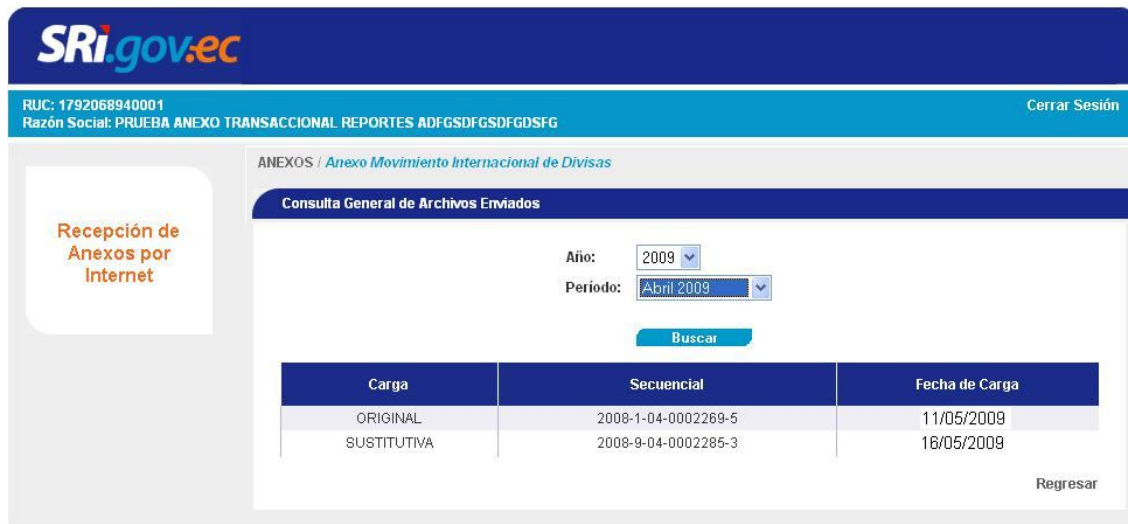 SRi.gov.ec
RUC: 1792068940001
Cerrar Sesión
Razón Social: PRUEBA ANEXO TRANSACCIONAL REPORTES ADFGSDFGSDFGDSFG
ANEXOS / Anexo Movimiento Internacional de Divisas
Recepción de
Anexos por
Internet
Consulta General de Archivos Enviados
Año: 2009
Período: Abril 2009
Buscar
Carga Secuencial Fecha de Carga
ORIGINAL 2008-1-04-0002269-5 11/05/2009
SUSTITUTIVA 2008-9-04-0002285-3 16/05/2009
Regresar